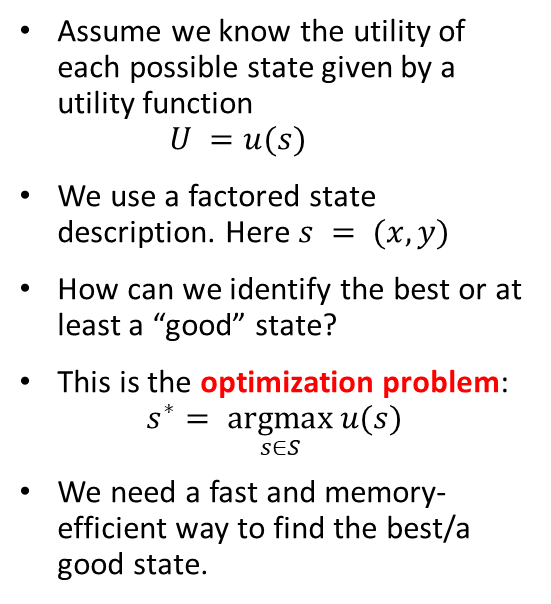 • Assume we know the utility of
each possible state given by a
utility function
U = u(s)
• We use a factored state
description. Here s = (x, y)
• How can we identify the best or at
least a “good” state?
• This is the optimization problem:
s* = argmax u(s)
s∈S
• We need a fast and memory-
efficient way to find the best/a
good state.